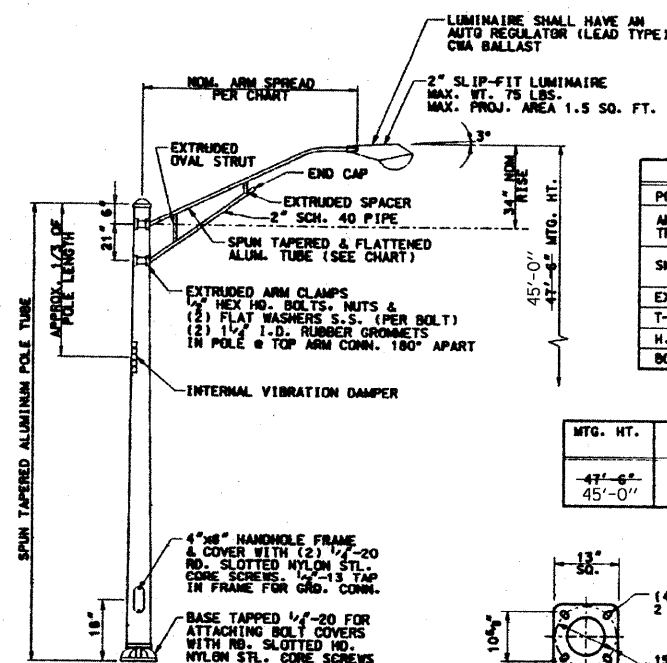 LUMINAIRE SHALL HAVE AN
AUTO REGULATOR (LEAD TYPE)
CWA BALLAST
NOM. ARM SPREAD
PER CHART
2" SLIP-FIT LUMINAIRE
MAX. WT. 75 LBS.
MAX. PROJ. AREA 1.5 SQ. FT.
3°
EXTRUDED
OVAL STRUT
END CAP
34" NOM
RISE
EXTRUDED SPACER
2" SCH. 40 PIPE
6"
21"
SPUN TAPERED & FLATTENED
ALUM. TUBE (SEE CHART)
45'-0"
47'-6" MTG. HT.
APPROX. 1/3 OF
POLE LENGTH
EXTRUDED ARM CLAMPS
1/2" HEX HD. BOLTS, NUTS &
(2) FLAT WASHERS S.S. (PER BOLT)
(2) 1 1/4" I.D. RUBBER GROMMETS
IN POLE @ TOP ARM CONN. 180° APART
INTERNAL VIBRATION DAMPER
SPUN TAPERED ALUMINUM POLE TUBE
PO
EX
T-
H.
BO
MTG. HT.
47'-6"
45'-0"
4"x8" HANDHOLE FRAME
& COVER WITH (2) 1/4"-20
RD. SLOTTED NYLON STL.
CORE SCREWS. 1/2"-13 TAP
IN FRAME FOR GRD. CONN.
18"
BASE TAPPED 1/4"-20 FOR
ATTACHING BOLT COVERS
WITH RD. SLOTTED HD.
NYLON STL. CORE SCREWS
13"
SQ.
(4
2
15